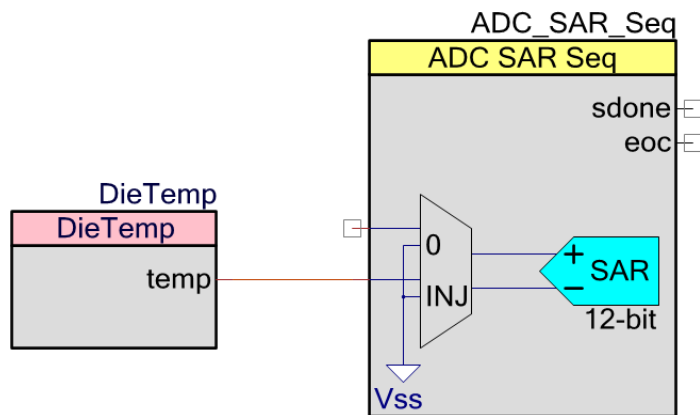 ADC_SAR_Seq
ADC SAR Seq
sdone
eoc
DieTemp
DieTemp
temp
0
INJ
+
SAR
−
12-bit
Vss